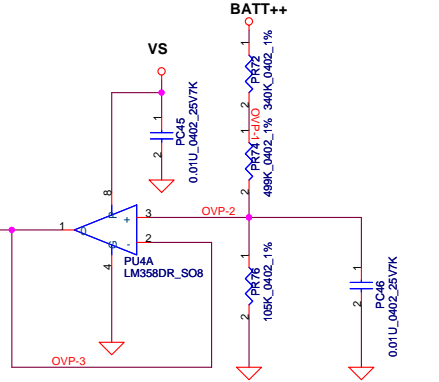 BATT++
VS
1
PR72
340K_0402_1%
2
OVP-1
1
PR74
499K_0402_1%
2
1
PC45
0.01U_0402_25V7K
2
8
P
+
3
OVP-2
1
0
-
2
G
4
PU4A
LM358DR_SO8
1
PR76
105K_0402_1%
2
1
PC46
0.01U_0402_25V7K
2
OVP-3